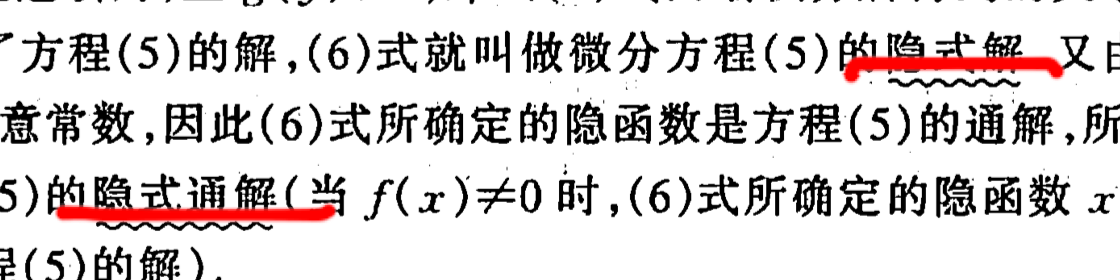 方程(5)的解,(6)式就叫做微分方程(5)的隐式解 又
意常数,因此(6)式所确定的隐函数是方程(5)的通解,所
5)的隐式通解(当 f(x)≠0 时,(6)式所确定的隐函数 x
程(5)的解).